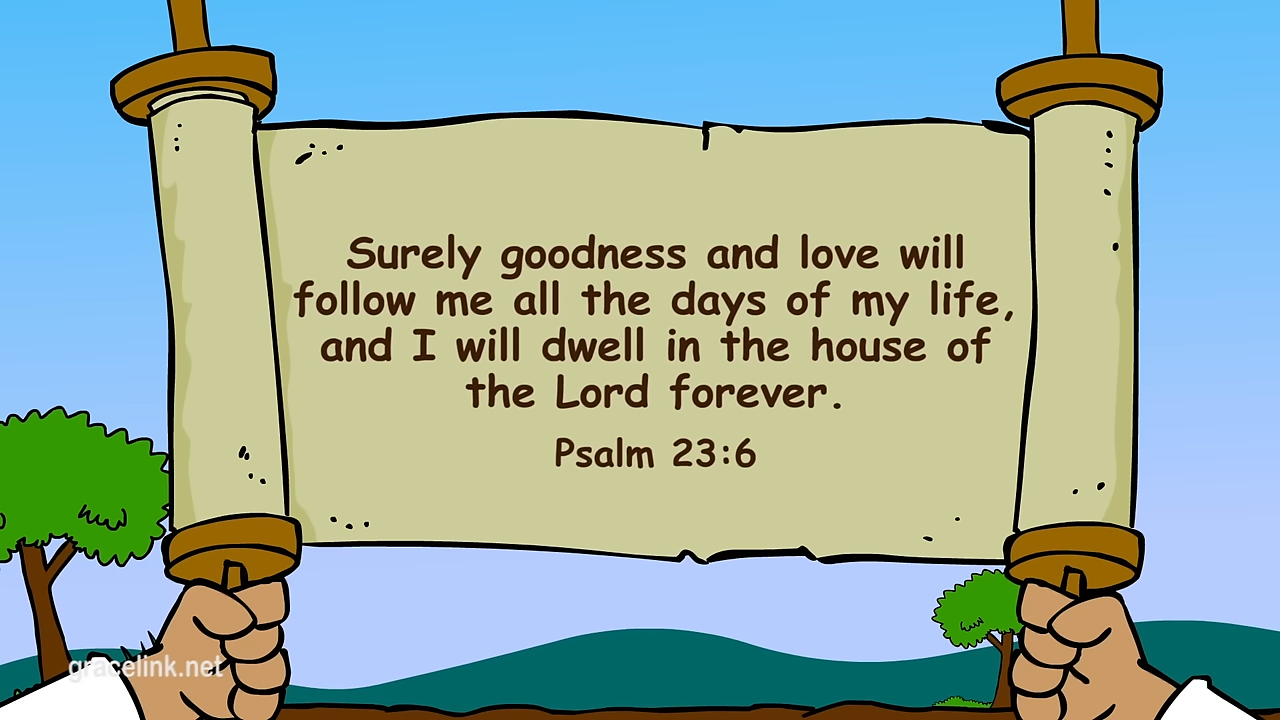 Surely goodness and love will
follow me all the days of my life,
and I will dwell in the house of
the Lord forever.
Psalm 23:6
gracelink.net